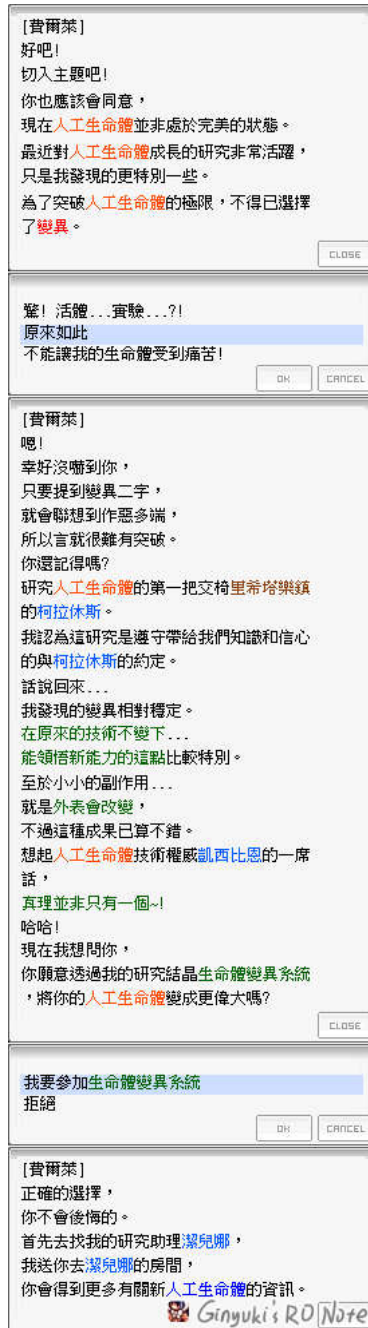 [費爾萊]
好吧!
切入主題吧!
你也應該會同意，
現在人工生命體並非處於完美的狀態。
最近對人工生命體成長的研究非常活躍，
只是我發現的更特別一些。
為了突破人工生命體的極限，不得已選擇
了變異。
CLOSE
驚! 活體...實驗...?!
原來如此
不能讓我的生命體受到痛苦!
OK CANCEL
[費爾萊]
嗯!
幸好沒嚇到你，
只要提到變異二字，
就會聯想到作惡多端，
所以言就很難有突破。
你還記得嗎?
研究人工生命體的第一把交椅里希塔樂鎮
的柯拉休斯。
我認為這研究是遵守帶給我們知識和信心
的與柯拉休斯的約定。
話說回來...
我發現的變異相對穩定。
在原來的技術不變下...
能領悟新能力的這點比較特別。
至於小小的副作用...
就是外表會改變，
不過這種成果已算不錯。
想起人工生命體技術權威凱西比恩的一席
話，
真理並非只有一個~!
哈哈!
現在我想問你，
你願意透過我的研究結晶生命體變異系統
，將你的人工生命體變成更偉大嗎?
CLOSE
我要參加生命體變異系統
拒絕
OK CANCEL
[費爾萊]
正確的選擇，
你不會後悔的。
首先去找我的研究助理潔兒娜，
我送你去潔兒娜的房間，
你會得到更多有關新人工生命體的資訊。
Ginyuki's RO Note